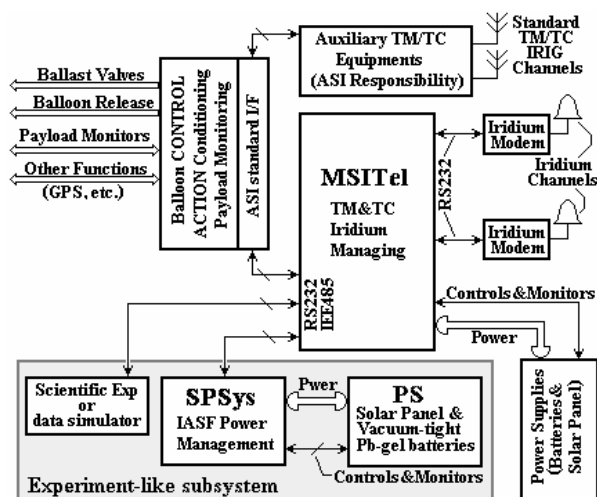 Auxiliary TM/TC
Equipments
(ASI Responsibility)
Standard
TM/TC
IRIG
Channels
Ballast Valves
Balloon Release
Payload Monitors
Other Functions
(GPS, etc.)
Balloon CONTROL
ACTION Conditioning
Payload Monitoring
ASI standard I/F
MSITel
TM&TC
Iridium
Managing
RS232
IEE485
RS232
Iridium
Modem
Iridium
Channels
Iridium
Modem
Controls&Monitors
Power
Power Supplies
(Batteries &
Solar Panel)
Scientific Exp
or
data simulator
SPSys
IASF Power
Management
Pwer
PS
Solar Panel &
Vacuum-tight
Pb-gel batteries
Controls&Monitors
Experiment-like subsystem